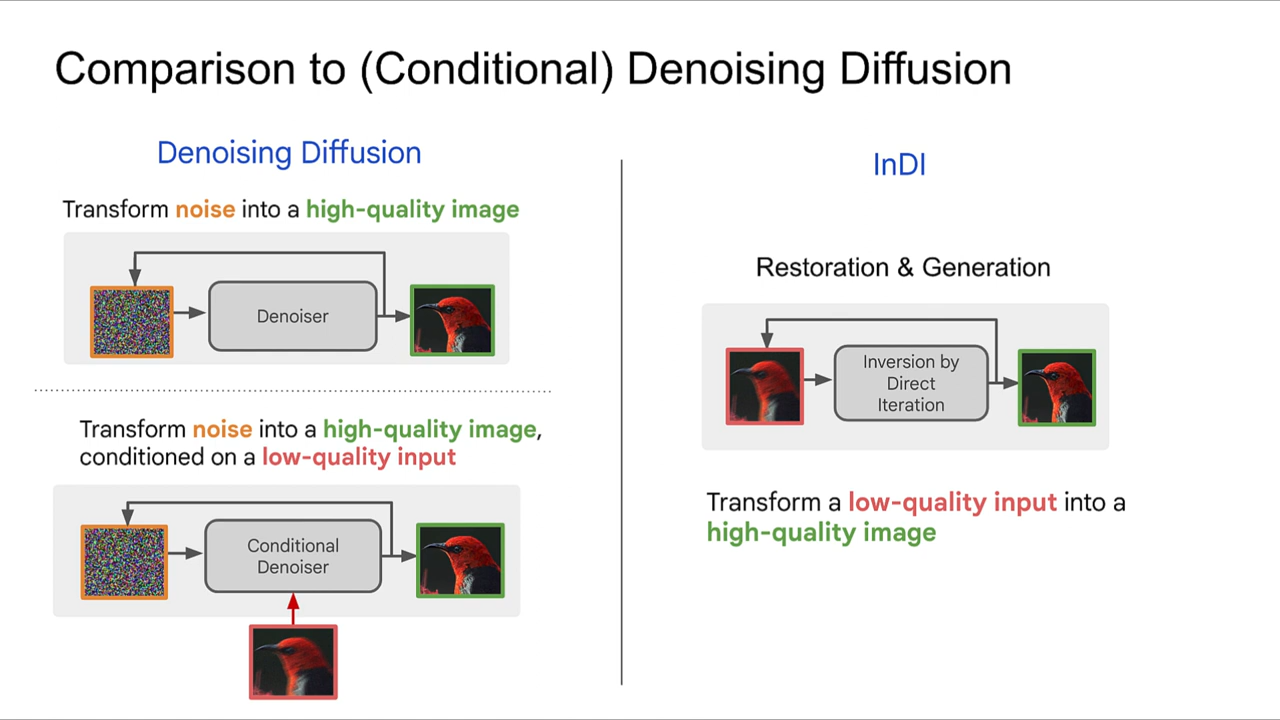 Comparison to (Conditional) Denoising Diffusion
Denoising Diffusion
Transform noise into a high-quality image
Denoiser
Transform noise into a high-quality image,
conditioned on a low-quality input
Conditional
Denoiser
InDI
Restoration & Generation
Inversion by
Direct
Iteration
Transform a low-quality input into a
high-quality image